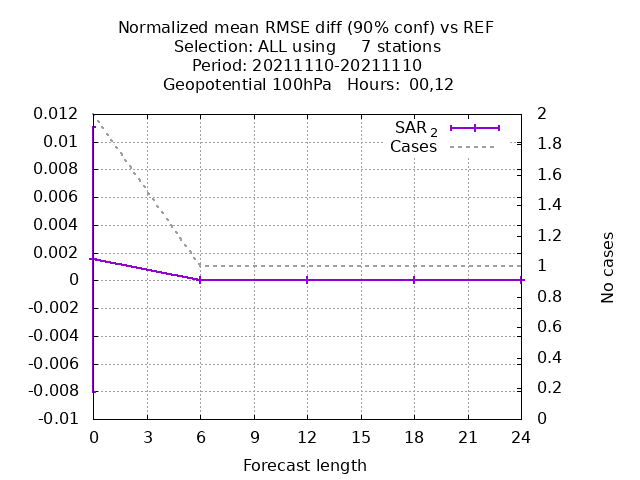 Normalized mean RMSE diff (90% conf) vs REF
Selection: ALL using     7 stations
Period: 20211110-20211110
Geopotential 100hPa   Hours: 00,12
0.012
0.01
0.008
0.006
0.004
0.002
0
-0.002
-0.004
-0.006
-0.008
-0.01
SAR 2
Cases
2
1.8
1.6
1.4
1.2
1
0.8
0.6
0.4
0.2
0
No cases
0 3 6 9 12 15 18 21 24
Forecast length